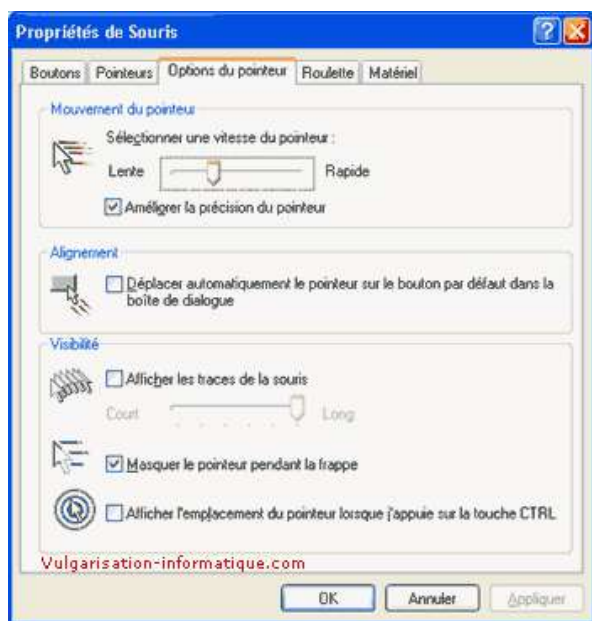 Propriétés de Souris
Boutons Pointeurs Options du pointeur Roulette Matériel
Mouvement du pointeur
Sélectionner une vitesse du pointeur :
Lente Rapide
Améliorer la précision du pointeur
Alignement
Déplacer automatiquement le pointeur sur le bouton par défaut dans la
boîte de dialogue
Visibilité
Afficher les traces de la souris
Court Long
Masquer le pointeur pendant la frappe
Afficher l'emplacement du pointeur lorsque j'appuie sur la touche CTRL
Vulgarisation-informatique.com
OK Annuler Appliquer